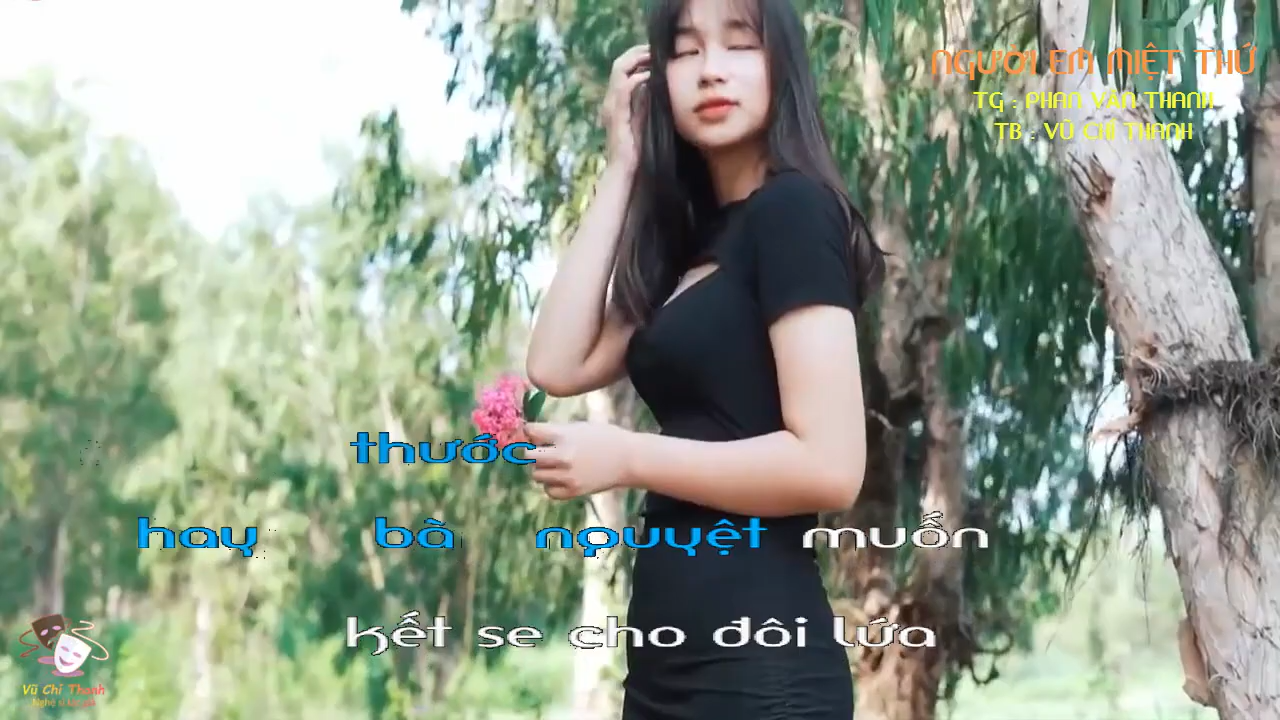 NGƯỜI EM MIỆT THỨ
TG : PHAN VĂN THANH
TB : VŨ CHÍ THANH
thước
hay bà nguyệt muốn
kết se cho đôi lứa
Vũ Chí Thanh